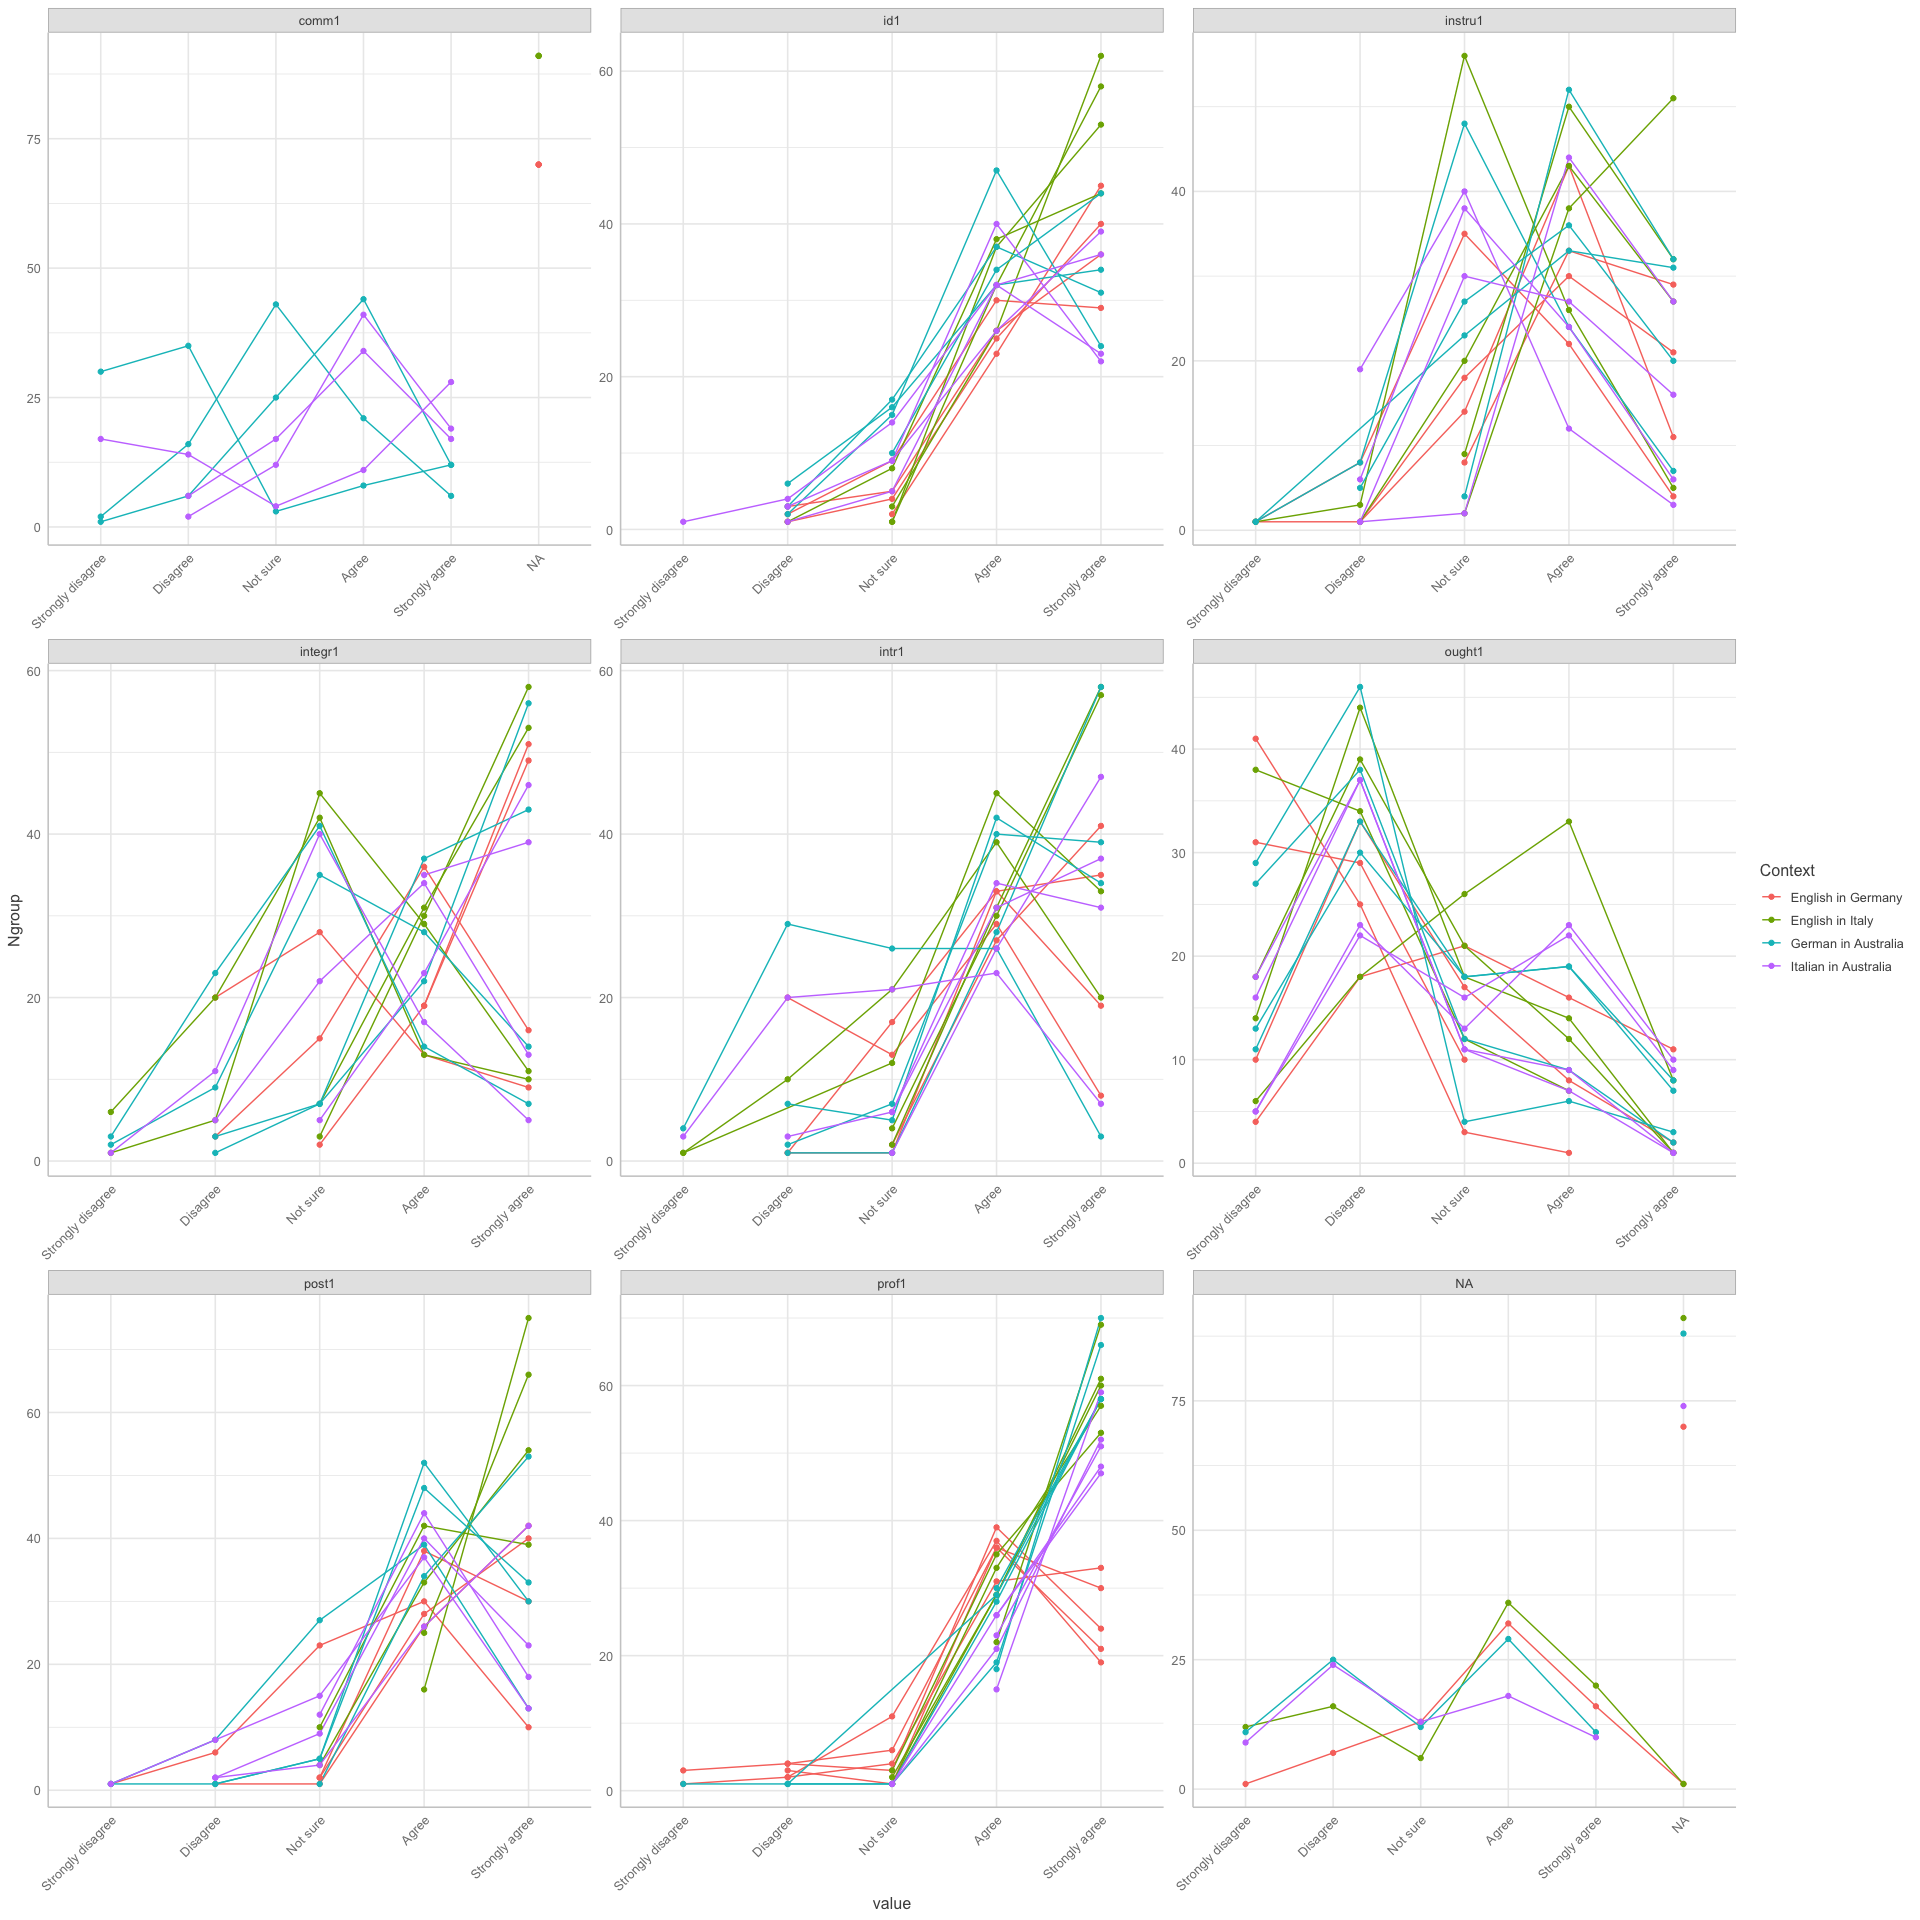 comm1
id1
instru1
75
50
25
0
60
40
20
0
40
20
0
Strongly disagree
Disagree
Not sure
Agree
Strongly agree
NA
Strongly disagree
Disagree
Not sure
Agree
Strongly agree
Strongly disagree
Disagree
Not sure
Agree
Strongly agree
integr1
intr1
ought1
60
40
20
0
60
40
20
0
40
30
20
10
0
Strongly disagree
Disagree
Not sure
Agree
Strongly agree
Strongly disagree
Disagree
Not sure
Agree
Strongly agree
Strongly disagree
Disagree
Not sure
Agree
Strongly agree
Ngroup
Context
English in Germany
English in Italy
German in Australia
Italian in Australia
post1
prof1
NA
60
40
20
0
60
40
20
0
75
50
25
0
Strongly disagree
Disagree
Not sure
Agree
Strongly agree
Strongly disagree
Disagree
Not sure
Agree
Strongly agree
Strongly disagree
Disagree
Not sure
Agree
Strongly agree
NA
value